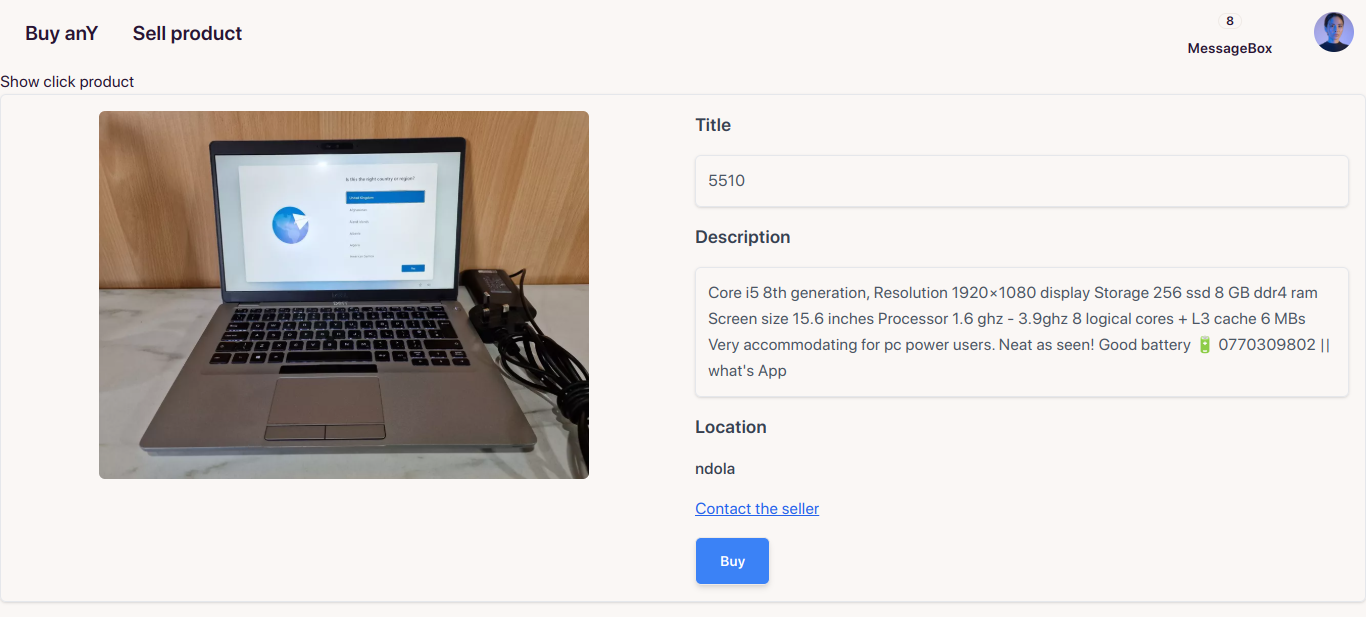 Buy anY
Sell product
8
MessageBox
Show click product
Is this the right country or region?
Title
5510
Description
Core i5 8th generation, Resolution 1920×1080 display Storage 256 ssd 8 GB ddr4 ram
Screen size 15.6 inches Processor 1.6 ghz - 3.9ghz 8 logical cores + L3 cache 6 MBs
Very accommodating for pc power users. Neat as seen! Good battery 🔋 0770309802 ||
what's App
Location
ndola
Contact the seller
Buy